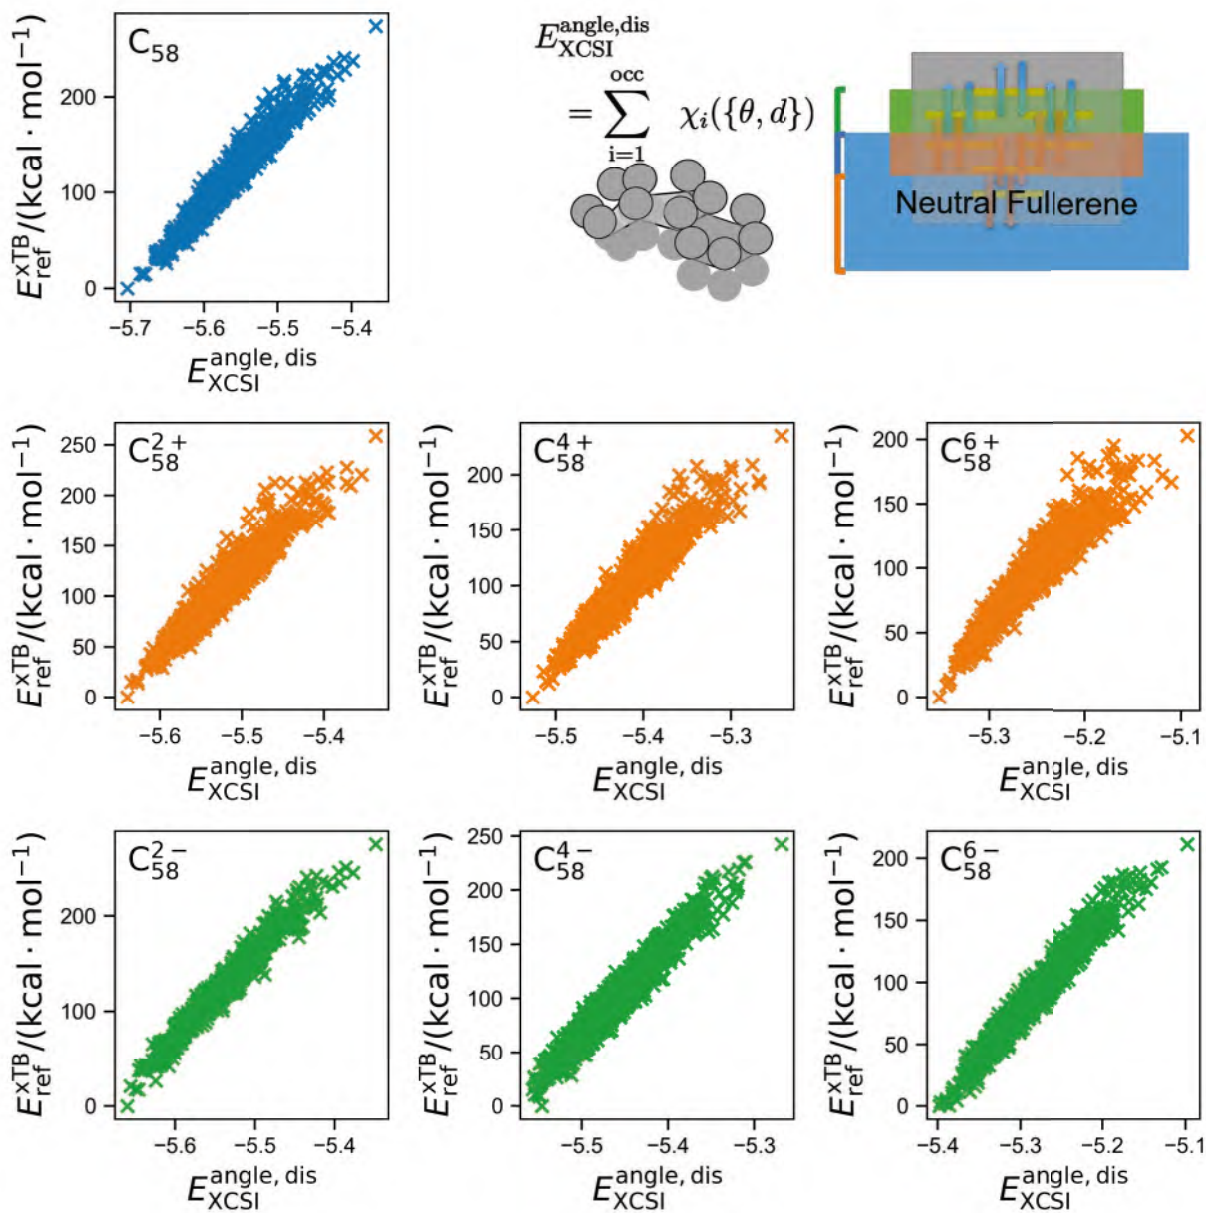 C58
E_ref^xTB/(kcal · mol−1)
200
100
0
−5.7 −5.6 −5.5 −5.4
E_XCSI^angle, dis
E_XCSI^angle,dis
= ∑_{i=1}^{occ} χ_i({θ, d})
Neutral Fullerene
C58^2+
E_ref^xTB/(kcal · mol−1)
250
200
150
100
50
0
−5.6 −5.5 −5.4
E_XCSI^angle, dis
C58^4+
E_ref^xTB/(kcal · mol−1)
200
150
100
50
0
−5.5 −5.4 −5.3
E_XCSI^angle, dis
C58^6+
E_ref^xTB/(kcal · mol−1)
200
150
100
50
0
−5.3 −5.2 −5.1
E_XCSI^angle, dis
C58^2−
E_ref^xTB/(kcal · mol−1)
200
100
0
−5.6 −5.5 −5.4
E_XCSI^angle, dis
C58^4−
E_ref^xTB/(kcal · mol−1)
250
200
150
100
50
0
−5.5 −5.4 −5.3
E_XCSI^angle, dis
C58^6−
E_ref^xTB/(kcal · mol−1)
200
150
100
50
0
−5.4 −5.3 −5.2 −5.1
E_XCSI^angle, dis